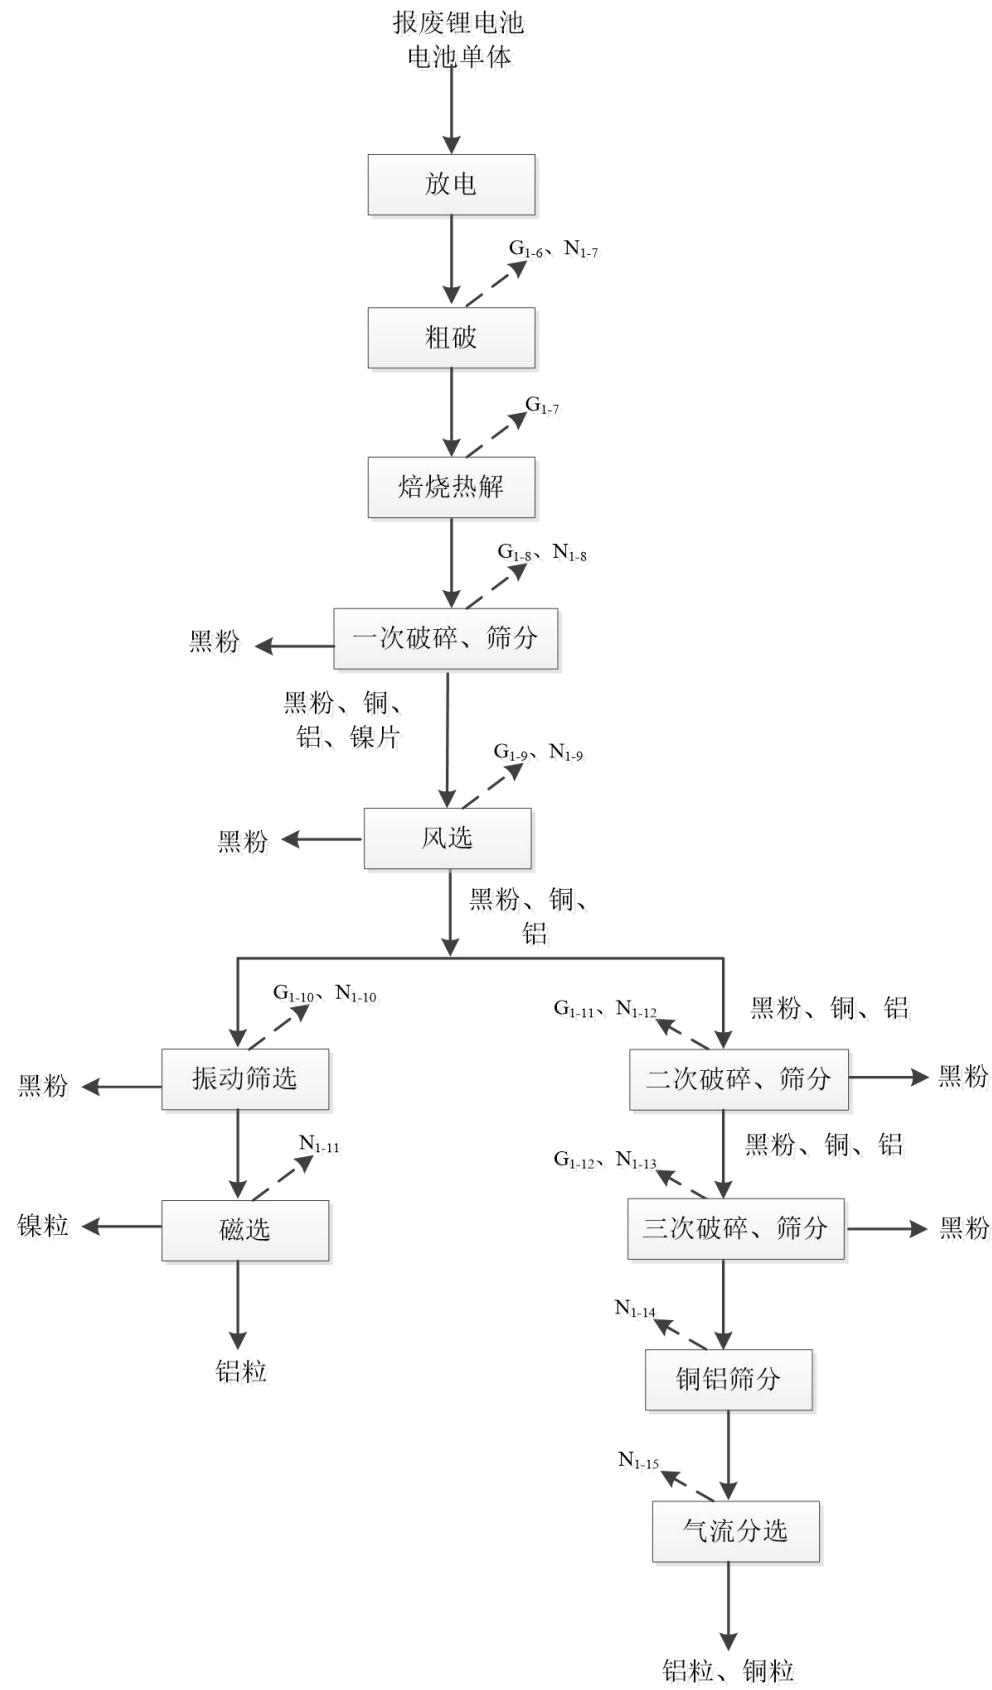 报废锂电池
电池单体
放电
G1-6、N1-7
粗破
G1-7
焙烧热解
G1-8、N1-8
一次破碎、筛分
黑粉
黑粉、铜、
铝、镍片
G1-9、N1-9
风选
黑粉
黑粉、铜、
铝
G1-10、N1-10
振动筛选
黑粉
N1-11
磁选
镍粒
铝粒
黑粉、铜、铝
G1-11、N1-12
二次破碎、筛分
黑粉
黑粉、铜、铝
G1-12、N1-13
三次破碎、筛分
黑粉
N1-14
铜铝筛分
N1-15
气流分选
铝粒、铜粒